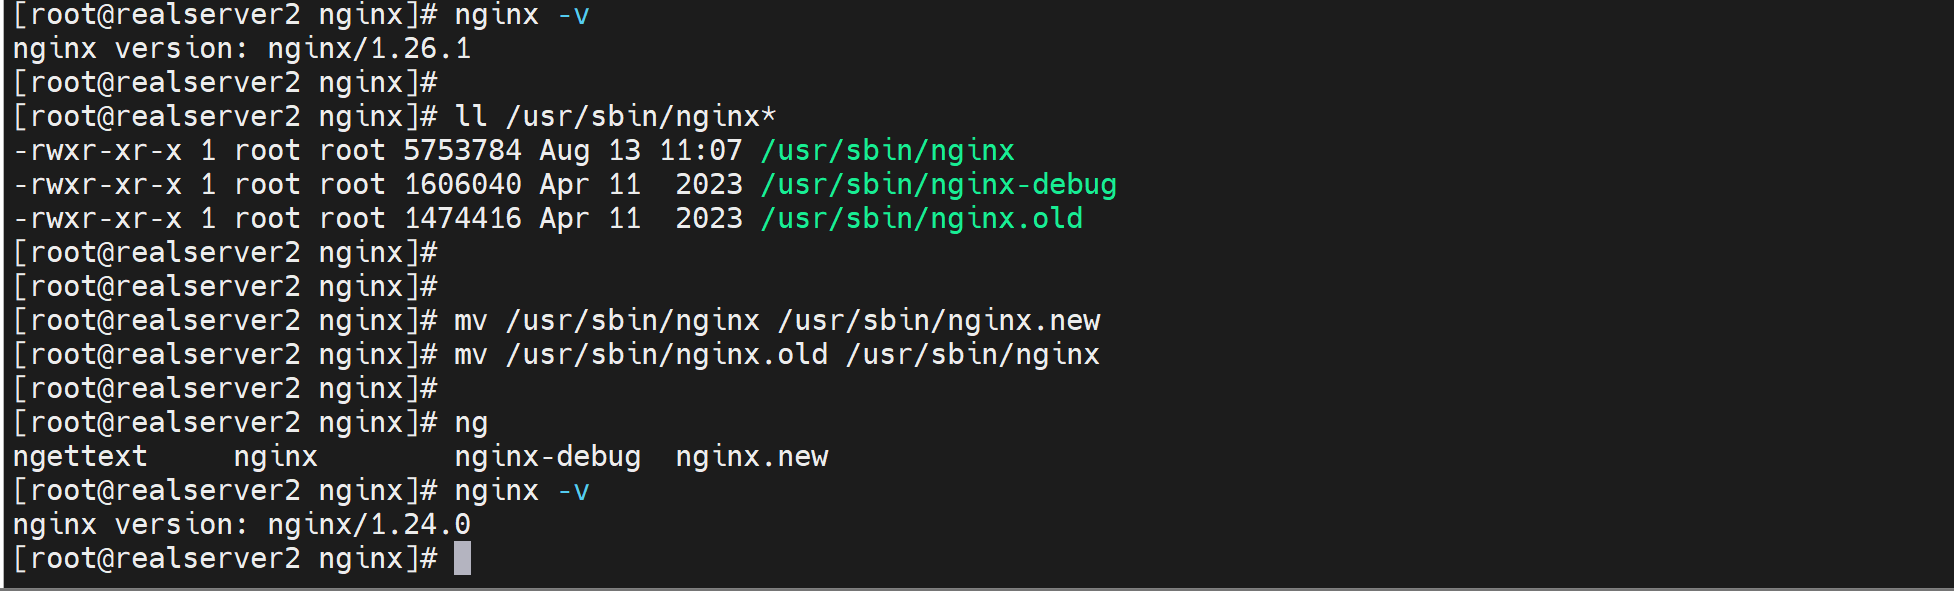 [root@realserver2 nginx]# nginx -v
nginx version: nginx/1.26.1
[root@realserver2 nginx]#
[root@realserver2 nginx]# ll /usr/sbin/nginx*
-rwxr-xr-x 1 root root 5753784 Aug 13 11:07 /usr/sbin/nginx
-rwxr-xr-x 1 root root 1606040 Apr 11  2023 /usr/sbin/nginx-debug
-rwxr-xr-x 1 root root 1474416 Apr 11  2023 /usr/sbin/nginx.old
[root@realserver2 nginx]#
[root@realserver2 nginx]#
[root@realserver2 nginx]# mv /usr/sbin/nginx /usr/sbin/nginx.new
[root@realserver2 nginx]# mv /usr/sbin/nginx.old /usr/sbin/nginx
[root@realserver2 nginx]#
[root@realserver2 nginx]# ng
ngettext     nginx        nginx-debug  nginx.new
[root@realserver2 nginx]# nginx -v
nginx version: nginx/1.24.0
[root@realserver2 nginx]#